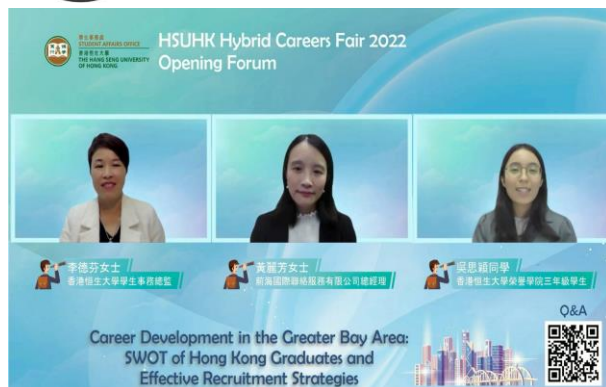 學生事務處
STUDENT AFFAIRS OFFICE
香港恒生大學
THE HANG SENG UNIVERSITY
OF HONG KONG
HSUHK Hybrid Careers Fair 2022
Opening Forum
李德芬女士
香港恒生大學學生事務總監
黃麗芳女士
前海國際聯絡服務有限公司總經理
吳思穎同學
香港恒生大學榮譽學院三年級學生
Q&A
Career Development in the Greater Bay Area:
SWOT of Hong Kong Graduates and
Effective Recruitment Strategies